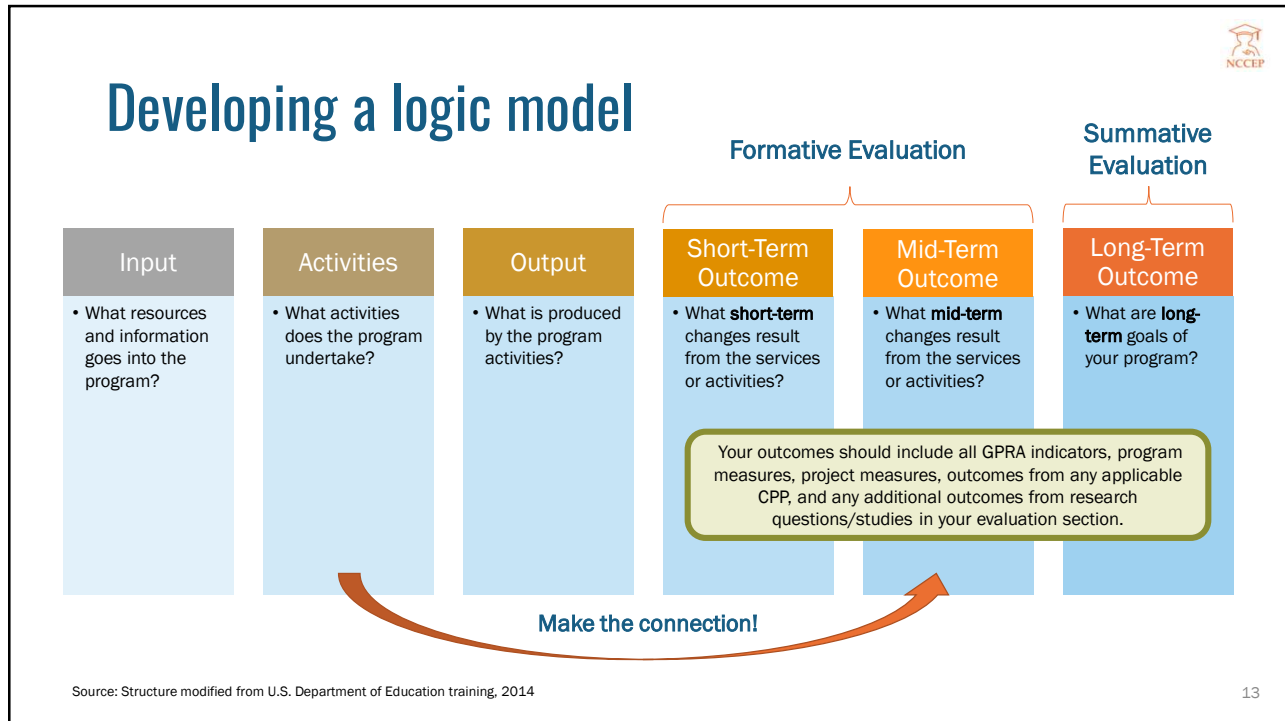 NCCEP
Developing a logic model
Formative Evaluation
Summative
Evaluation
Input
• What resources
and information
goes into the
program?
Activities
• What activities
does the program
undertake?
Output
• What is produced
by the program
activities?
Short-Term
Outcome
• What short-term
changes result
from the services
or activities?
Mid-Term
Outcome
• What mid-term
changes result
from the services
or activities?
Long-Term
Outcome
• What are long-
term goals of
your program?
Your outcomes should include all GPRA indicators, program
measures, project measures, outcomes from any applicable
CPP, and any additional outcomes from research
questions/studies in your evaluation section.
Make the connection!
Source: Structure modified from U.S. Department of Education training, 2014
13